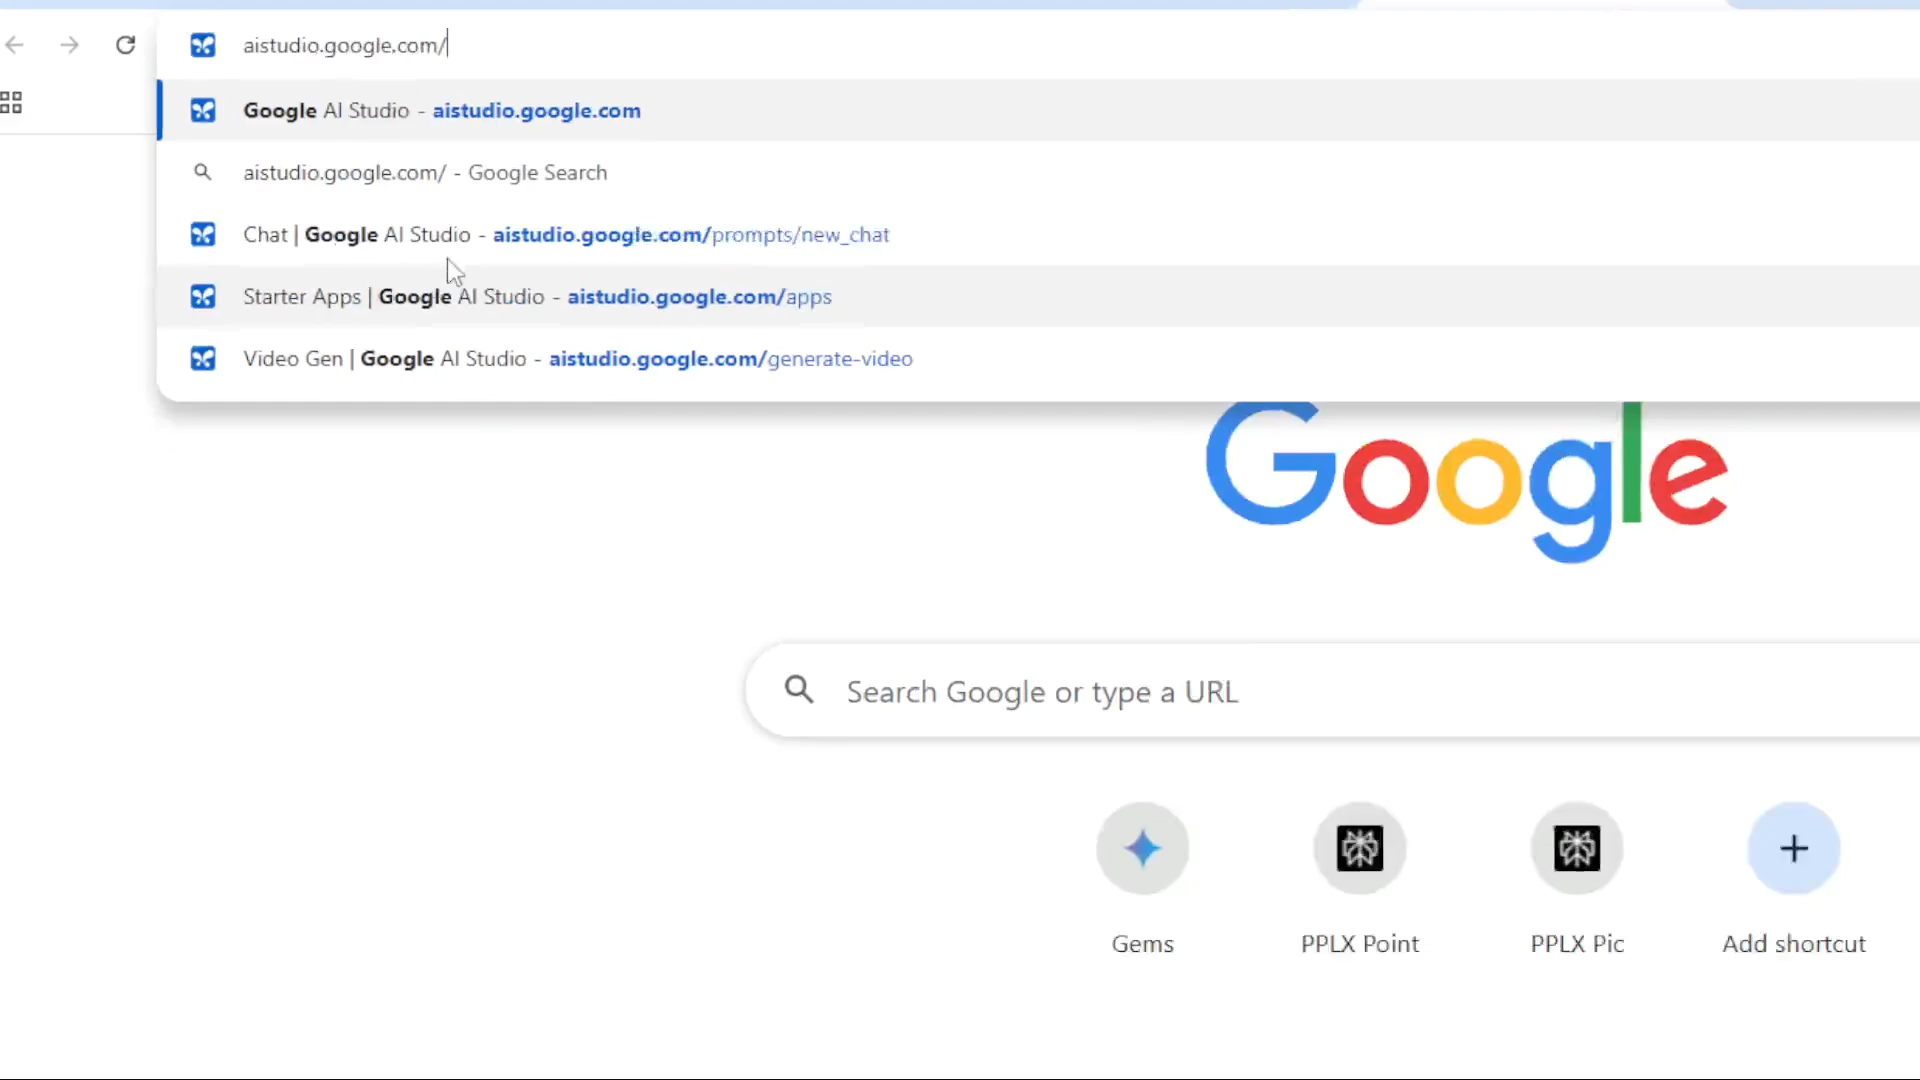 aistudio.google.com/
Google AI Studio - aistudio.google.com
aistudio.google.com/ - Google Search
Chat | Google AI Studio - aistudio.google.com/prompts/new_chat
Starter Apps | Google AI Studio - aistudio.google.com/apps
Video Gen | Google AI Studio - aistudio.google.com/generate-video
Google
Search Google or type a URL
Gems
PPLX Point
PPLX Pic
Add shortcut